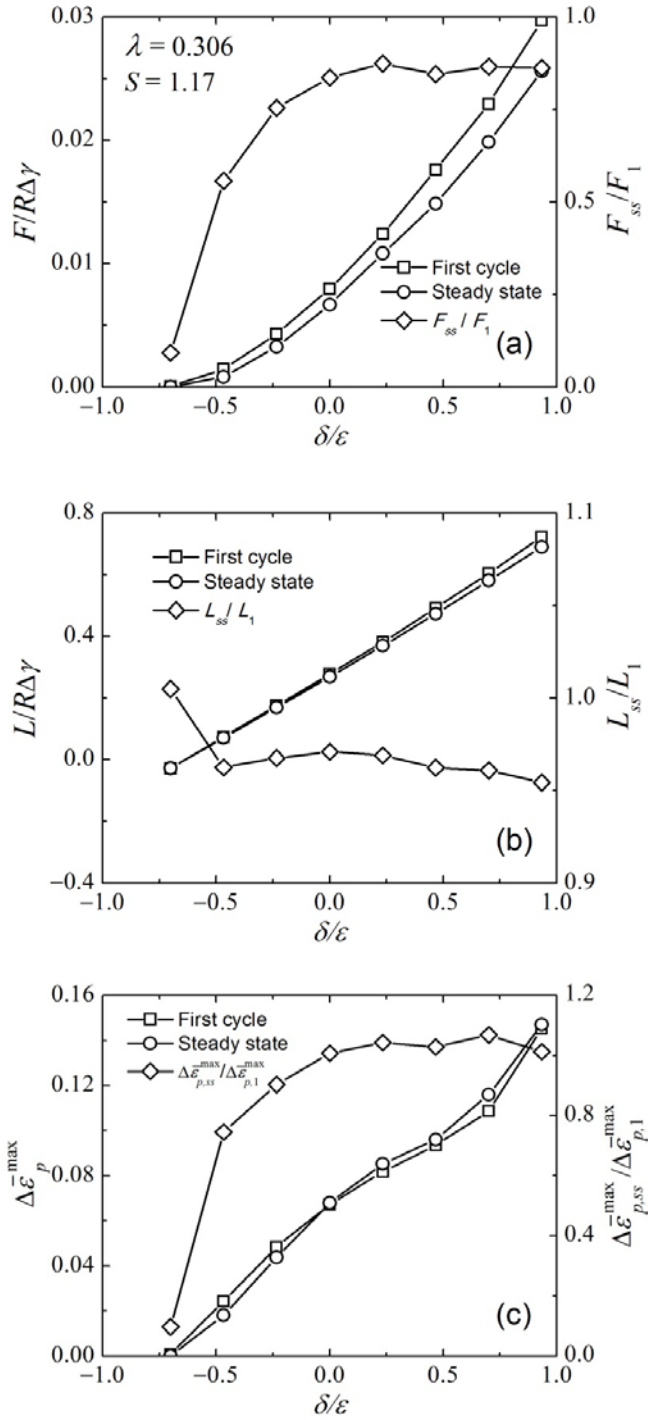 λ = 0.306
S = 1.17
0.03
0.02
0.01
0.00
F/RΔγ
1.0
0.5
0.0
F_ss/F_1
First cycle
Steady state
F_ss / F_1
(a)
−1.0 −0.5 0.0 0.5 1.0
δ/ε
0.8
0.4
0.0
−0.4
L/RΔγ
1.1
1.0
0.9
L_ss/L_1
First cycle
Steady state
L_ss/ L_1
(b)
−1.0 −0.5 0.0 0.5 1.0
δ/ε
0.16
0.12
0.08
0.04
0.00
Δε̄_p^max
1.2
0.8
0.4
0.0
Δε̄_p,ss^max/Δε̄_p,1^max
First cycle
Steady state
Δε̄_p,ss^max/Δε̄_p,1^max
(c)
−1.0 −0.5 0.0 0.5 1.0
δ/ε